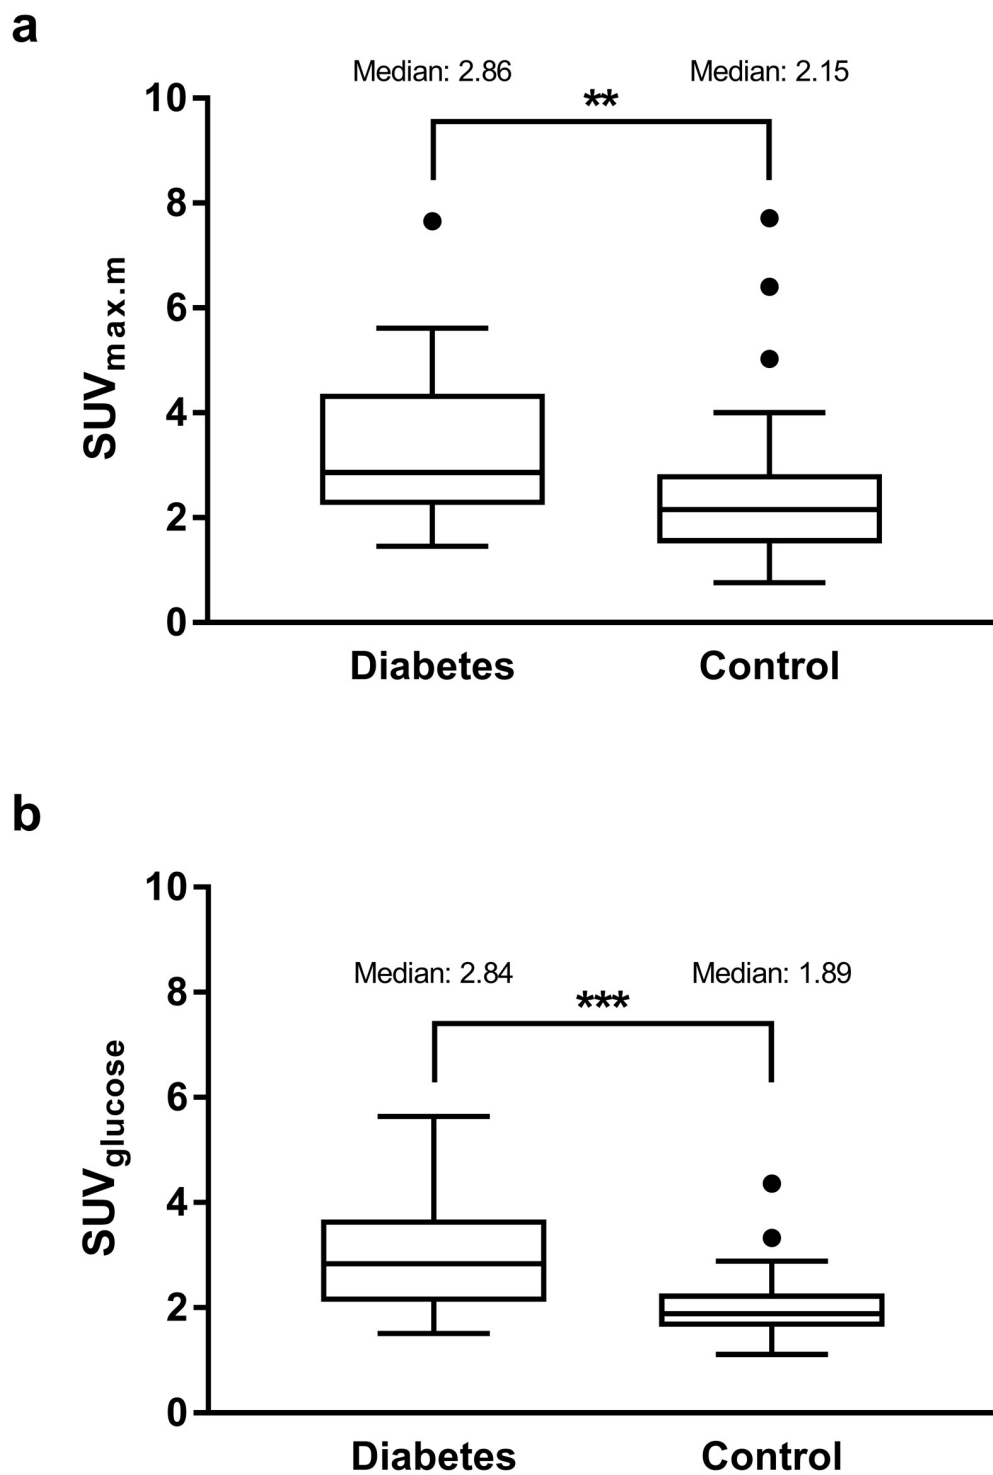 a
Median: 2.86 Median: 2.15
**
10
8
6
4
2
0
SUVmax.m
Diabetes Control
b
10
8
6
4
2
0
Median: 2.84 Median: 1.89
***
SUVglucose
Diabetes Control